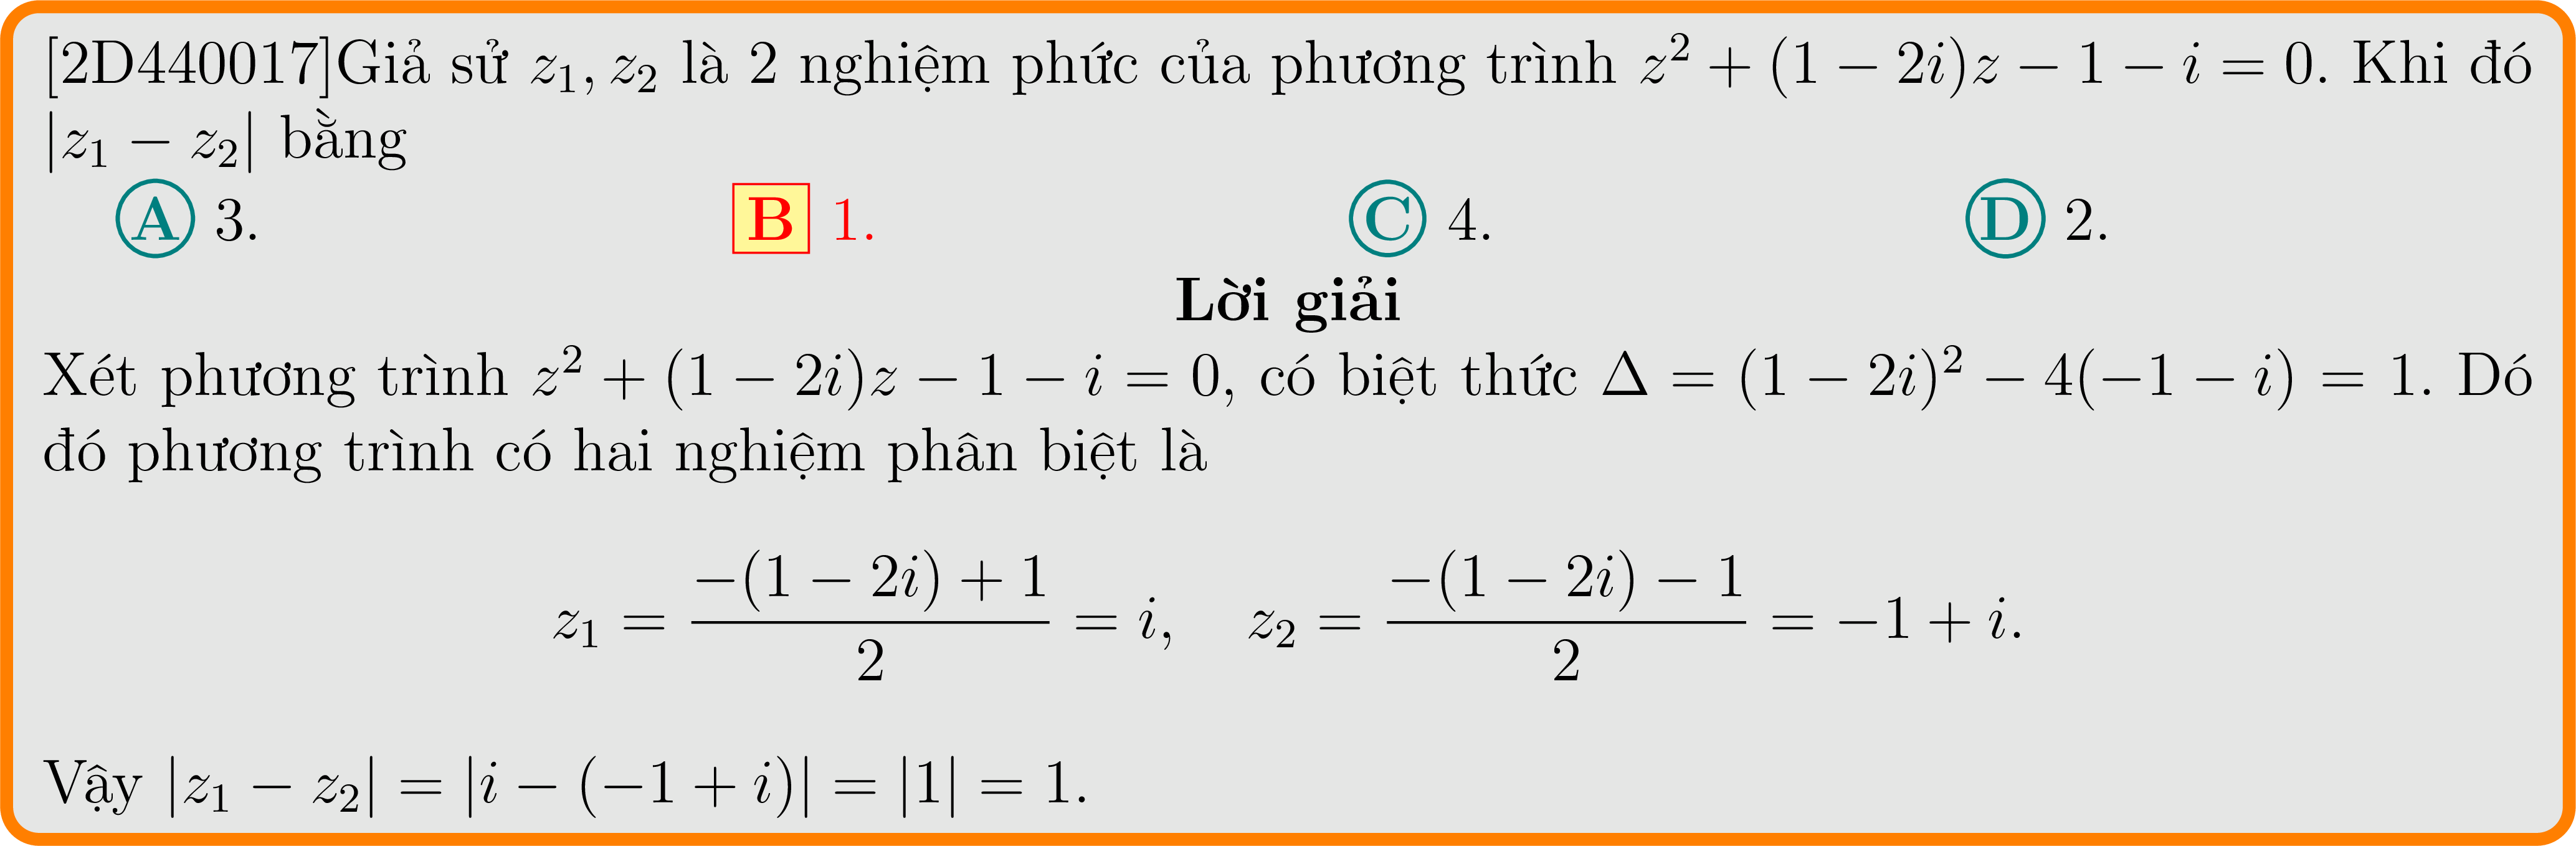 [2D440017]Giả sử $z_1, z_2$ là 2 nghiệm phức của phương trình $z^2 + (1 - 2i)z - 1 - i = 0$. Khi đó
$|z_1 - z_2|$ bằng
A 3. B 1. C 4. D 2.
Lời giải
Xét phương trình $z^2 + (1 - 2i)z - 1 - i = 0$, có biệt thức $\Delta = (1 - 2i)^2 - 4(-1 - i) = 1$. Dó
đó phương trình có hai nghiệm phân biệt là
$z_1 = \frac{-(1 - 2i) + 1}{2} = i, \quad z_2 = \frac{-(1 - 2i) - 1}{2} = -1 + i.$
Vậy $|z_1 - z_2| = |i - (-1 + i)| = |1| = 1$.